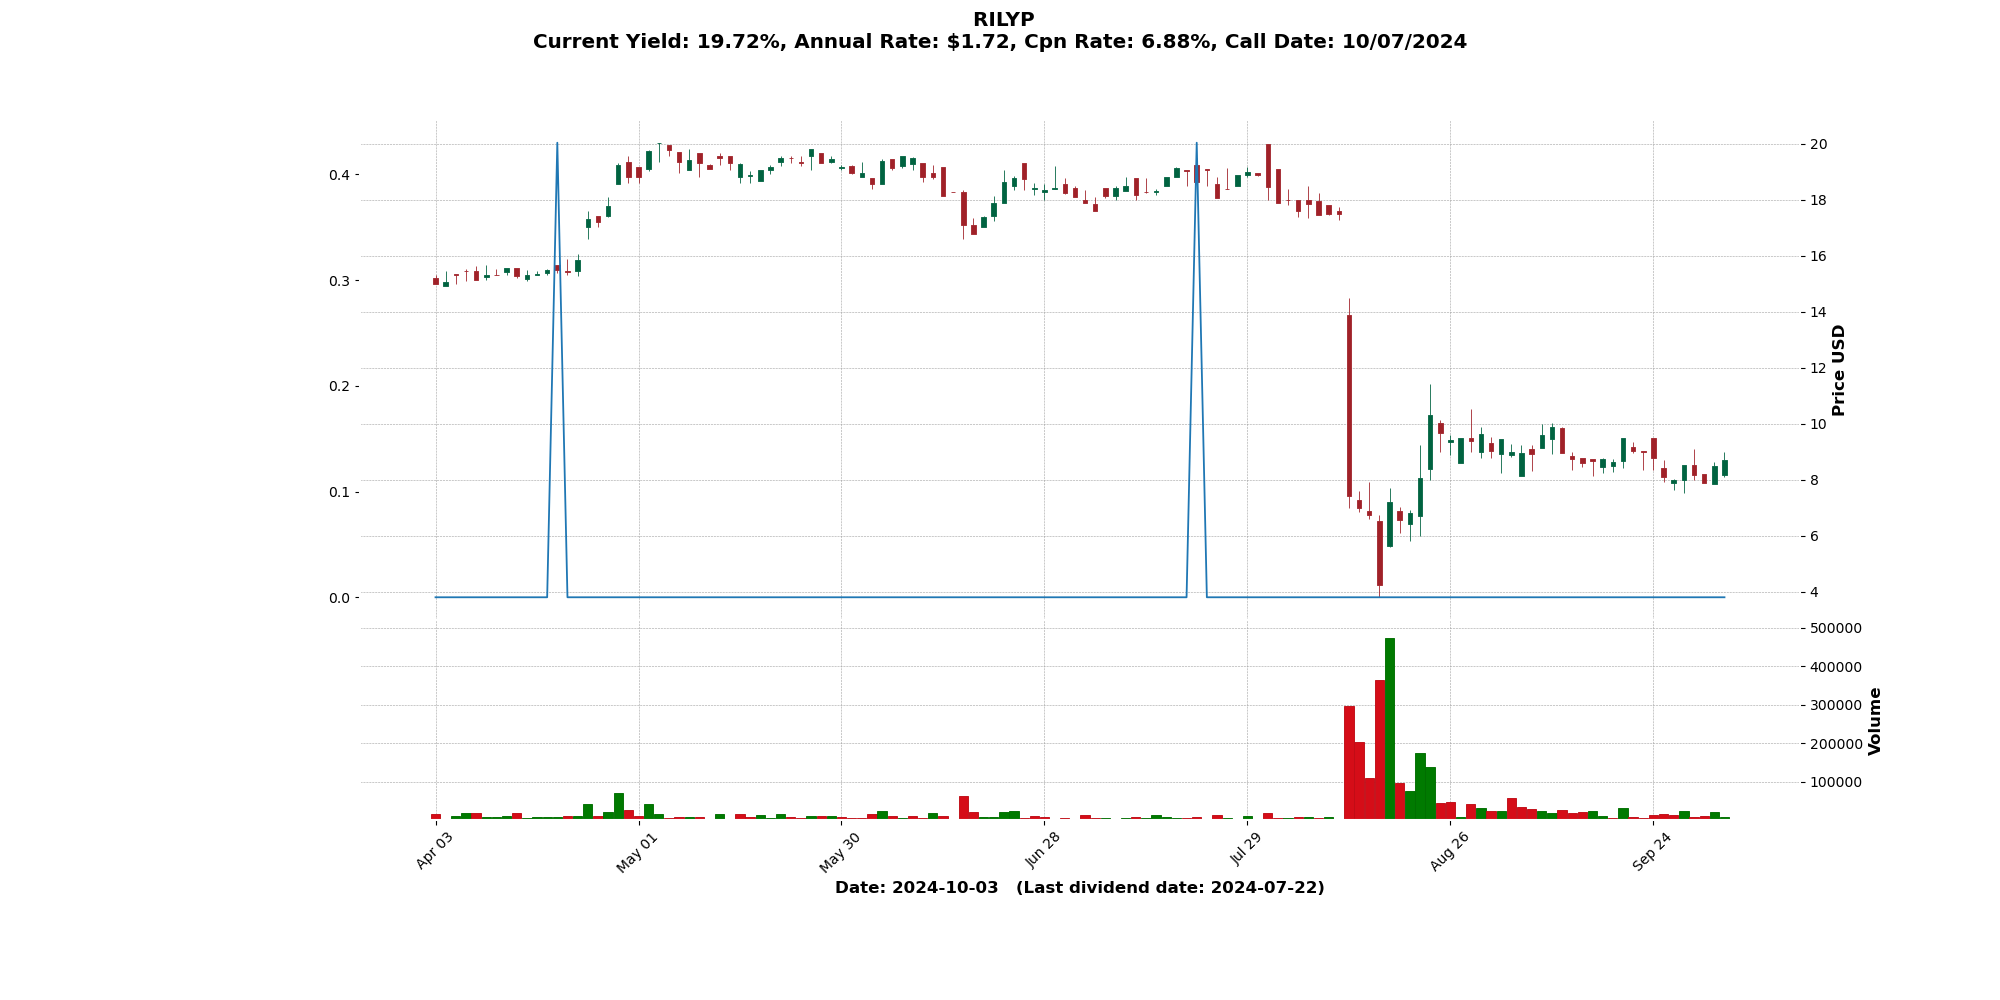 RILYP
Current Yield: 19.72%, Annual Rate: $1.72, Cpn Rate: 6.88%, Call Date: 10/07/2024
0.4
0.3
0.2
0.1
0.0
20
18
16
14
12
10
8
6
4
Price USD
500000
400000
300000
200000
100000
Volume
Apr 03
May 01
May 30
Jun 28
Jul 29
Aug 26
Sep 24
Date: 2024-10-03 (Last dividend date: 2024-07-22)